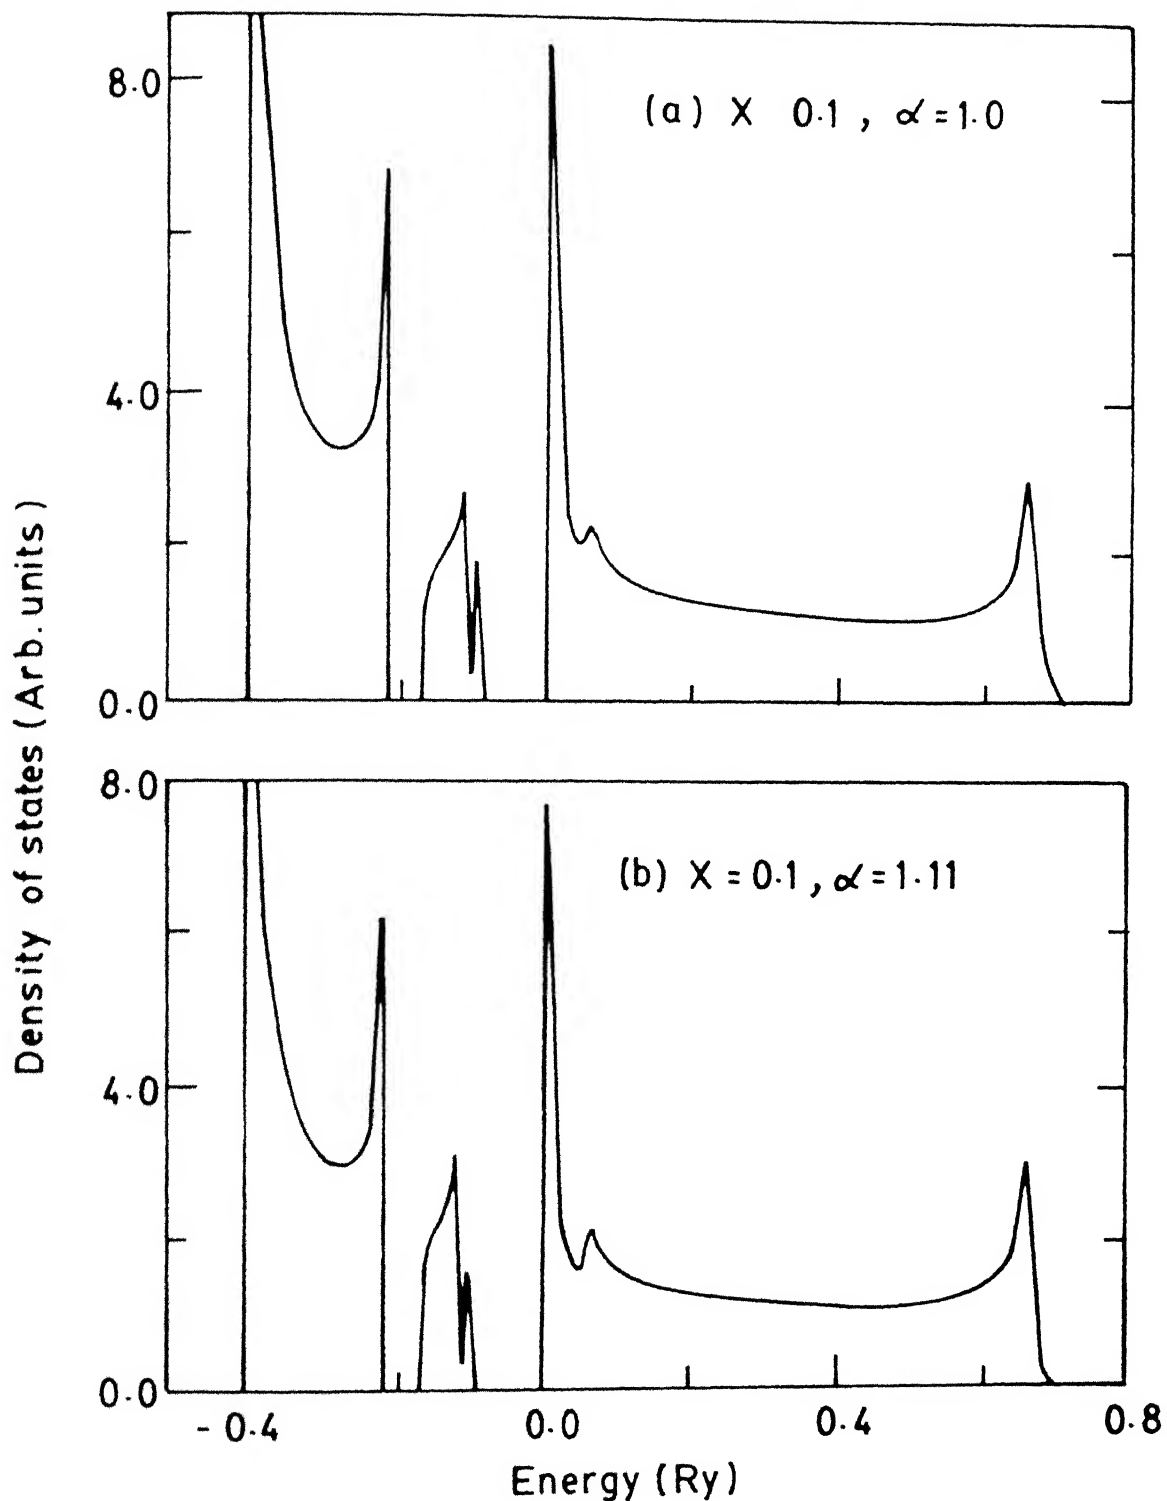 Density of states (Arb. units)
8.0
4.0
0.0
(a) X 0.1 , α=1.0
8.0
4.0
0.0
(b) X = 0.1 , α=1.11
-0.4
0.0
0.4
0.8
Energy (Ry)